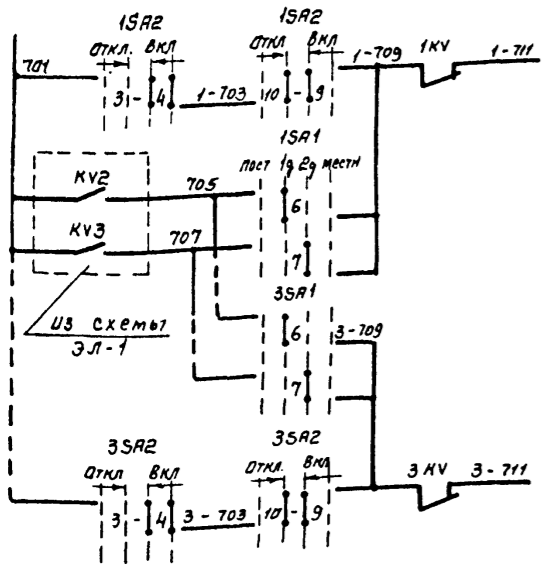 1SA2 1SA2
Откл. Вкл Откл. Вкл
701 1-709 1KV 1-711
3- 4 1-703 10 - 9
1SA1
Пост 1д 2д местн
KV2 705
6
KV3 707
7
3SA1
из схемы
ЭЛ-1
6 3-709
7
3SA2 3SA2
Откл. Вкл Откл. Вкл
3KV 3-711
3 - 4 3-703 10 - 9